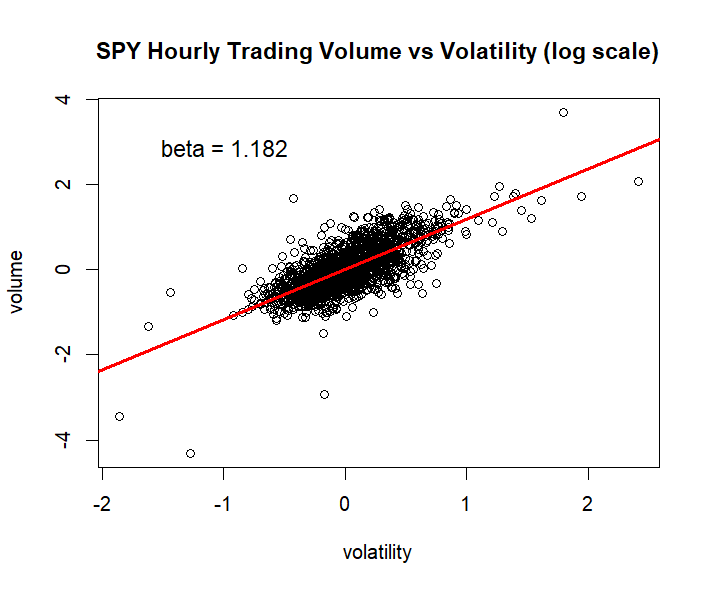 SPY Hourly Trading Volume vs Volatility (log scale)
beta = 1.182
volume
4
2
0
-2
-4
-2
-1
0
1
2
volatility